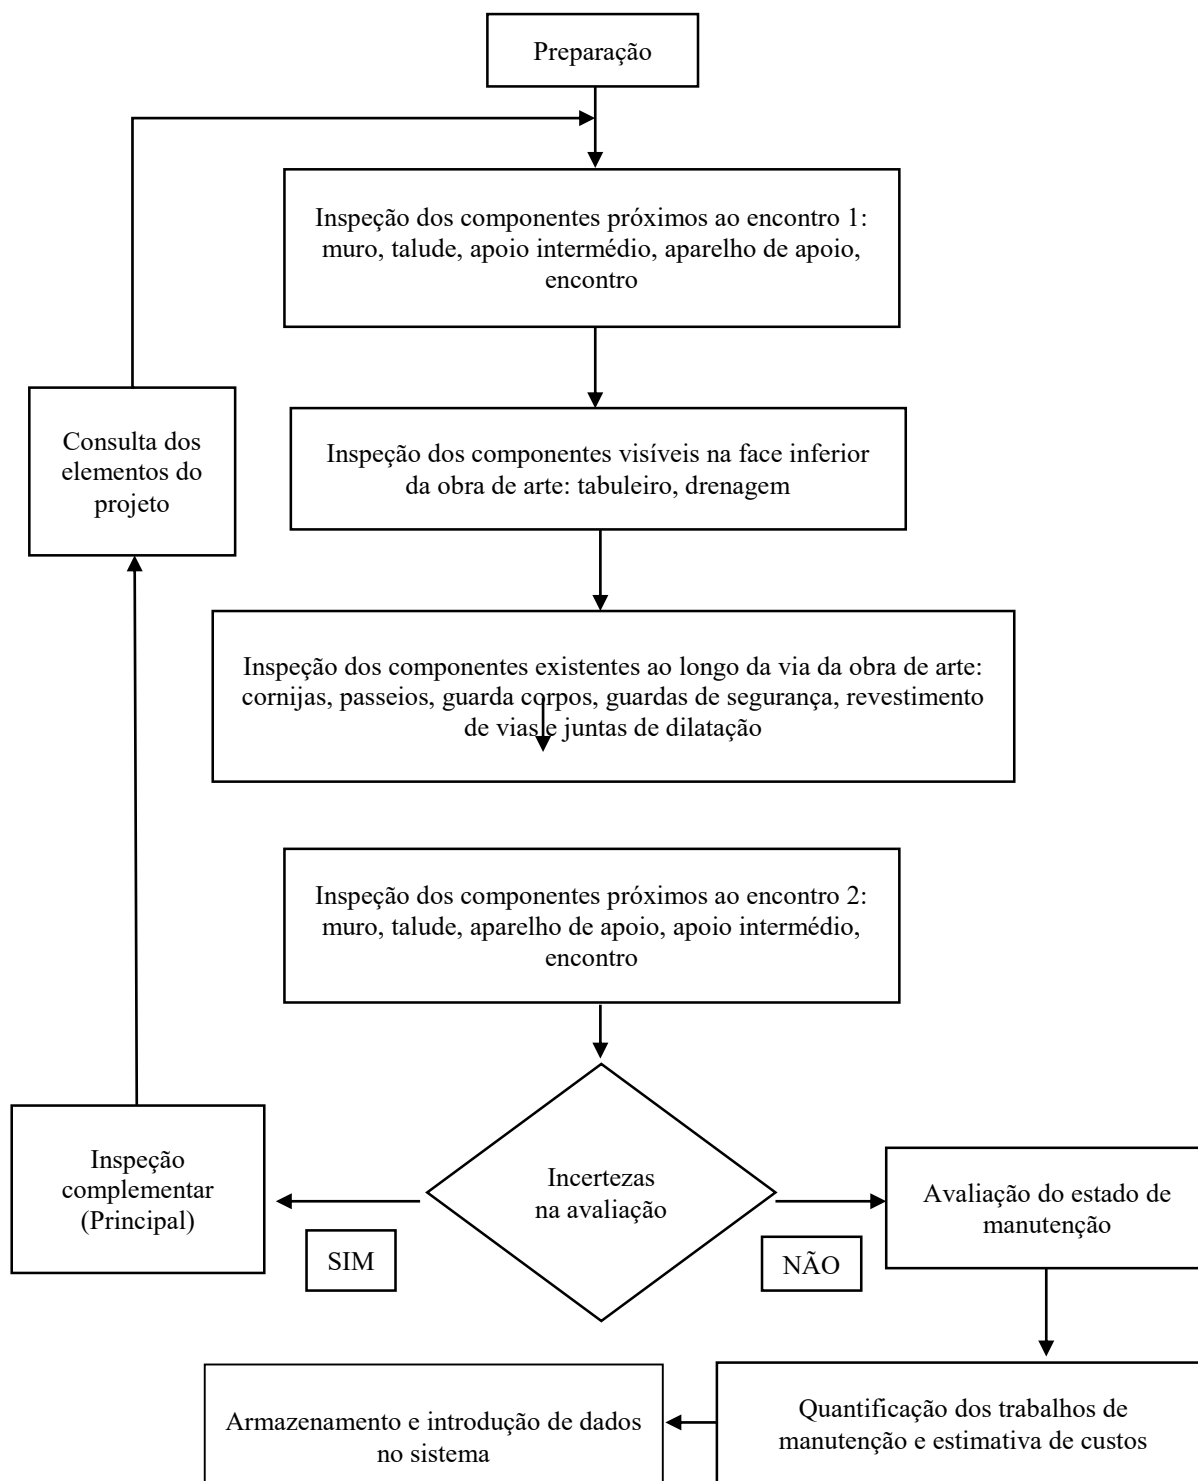 Preparação
Inspeção dos componentes próximos ao encontro 1:
muro, talude, apoio intermédio, aparelho de apoio,
encontro
Consulta dos
elementos do
projeto
Inspeção dos componentes visíveis na face inferior
da obra de arte: tabuleiro, drenagem
Inspeção dos componentes existentes ao longo da via da obra de arte:
cornijas, passeios, guarda corpos, guardas de segurança, revestimento
de vias e juntas de dilatação
Inspeção dos componentes próximos ao encontro 2:
muro, talude, aparelho de apoio, apoio intermédio,
encontro
Inspeção
complementar
(Principal)
Incertezas
na avaliação
Avaliação do estado de
manutenção
SIM
NÃO
Armazenamento e introdução de dados
no sistema
Quantificação dos trabalhos de
manutenção e estimativa de custos